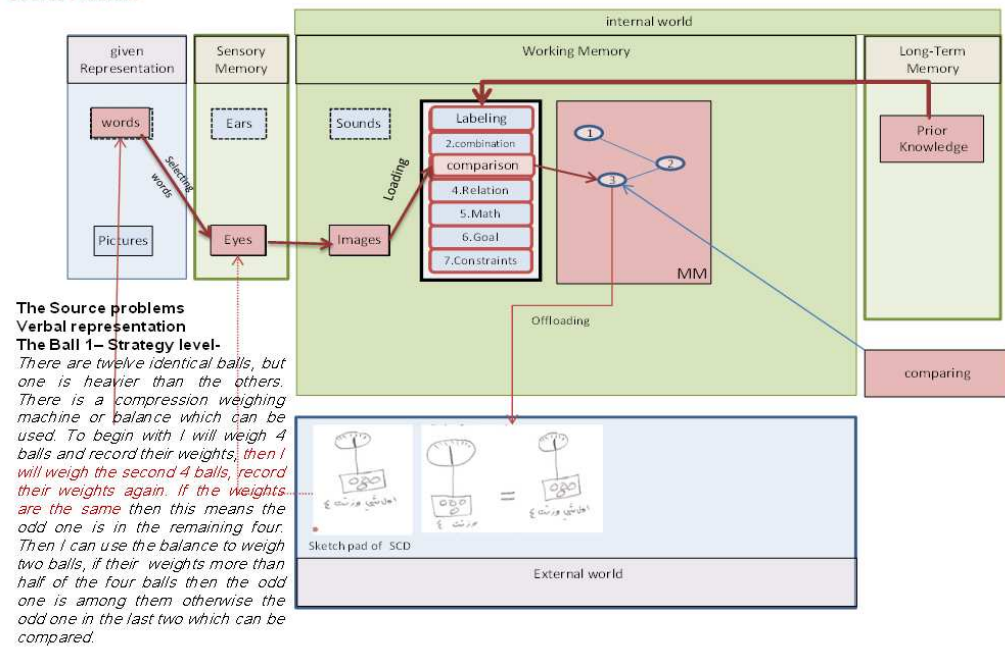 internal world
given
Representation
Sensory
Memory
Working Memory
Long-Term
Memory
words
Ears
Sounds
Labeling
2.combination
comparison
4.Relation
5.Math
6.Goal
7.Constraints
1
2
3
MM
Prior
Knowledge
Selecting
words
Loading
Pictures
Eyes
Images
Offloading
comparing
The Source problems
Verbal representation
The Ball 1– Strategy level-
There are twelve identical balls, but
one is heavier than the others.
There is a compression weighing
machine or balance which can be
used. To begin with I will weigh 4
balls and record their weights, then I
will weigh the second 4 balls, record
their weights again. If the weights
are the same then this means the
odd one is in the remaining four.
Then I can use the balance to weigh
two balls, if their weights more than
half of the four balls then the odd
one is among them otherwise the
odd one in the last two which can be
compared.
وزنت ٤
=
Sketch pad of SCD
External world